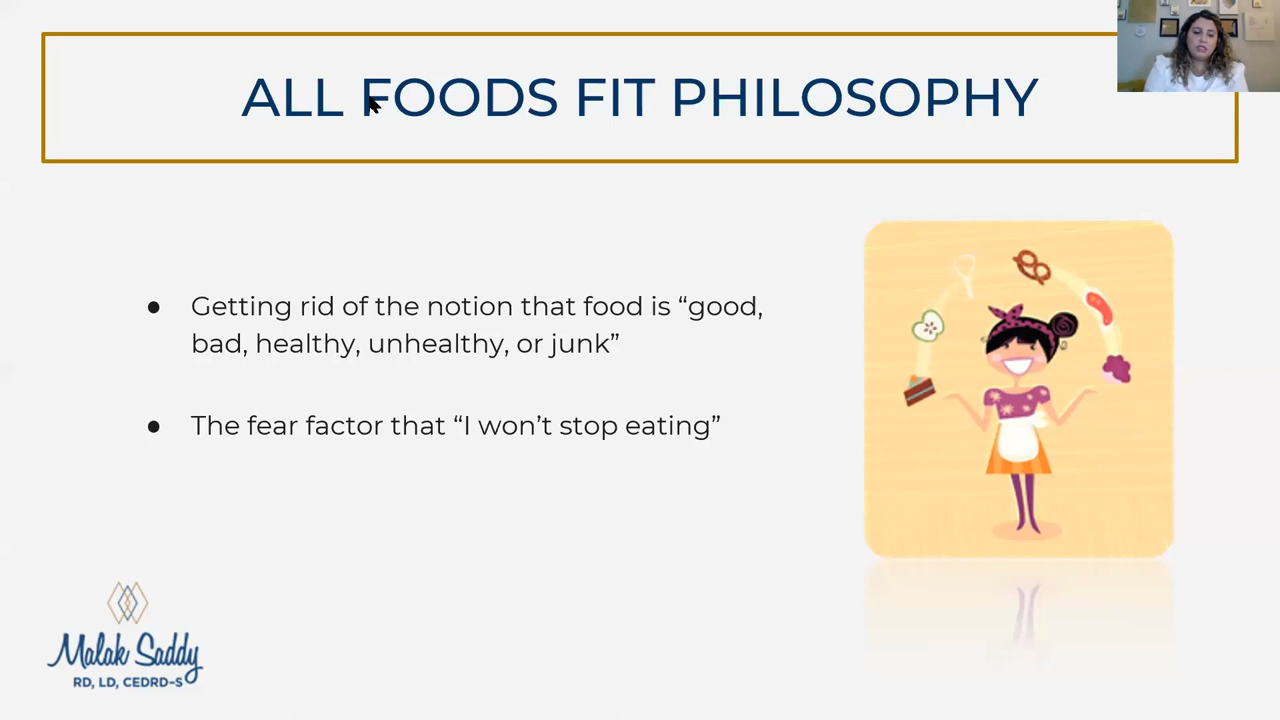 ALL FOODS FIT PHILOSOPHY
● Getting rid of the notion that food is “good,
bad, healthy, unhealthy, or junk”
● The fear factor that “I won’t stop eating”
Malak Saddy
RD, LD, CEDRD-S